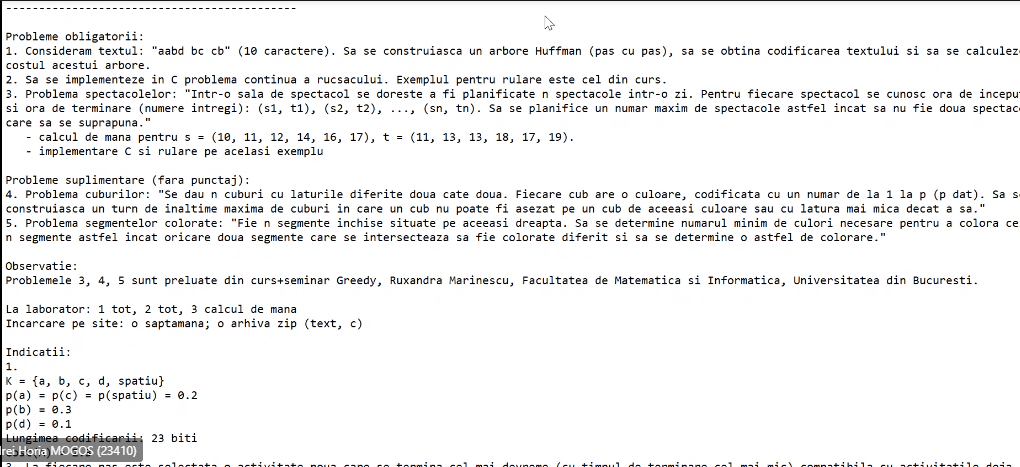 --------------------------------------------
Probleme obligatorii:
1. Consideram textul: "aabd bc cb" (10 caractere). Sa se construiasca un arbore Huffman (pas cu pas), sa se obtina codificarea textului si sa se calculez
costul acestui arbore.
2. Sa se implementeze in C problema continua a rucsacului. Exemplul pentru rulare este cel din curs.
3. Problema spectacolelor: "Intr-o sala de spectacol se doreste a fi planificate n spectacole intr-o zi. Pentru fiecare spectacol se cunosc ora de incepu
si ora de terminare (numere intregi): (s1, t1), (s2, t2), ..., (sn, tn). Sa se planifice un numar maxim de spectacole astfel incat sa nu fie doua spectac
care sa se suprapuna."
- calcul de mana pentru s = (10, 11, 12, 14, 16, 17), t = (11, 13, 13, 18, 17, 19).
- implementare C si rulare pe acelasi exemplu
Probleme suplimentare (fara punctaj):
4. Problema cuburilor: "Se dau n cuburi cu laturile diferite doua cate doua. Fiecare cub are o culoare, codificata cu un numar de la 1 la p (p dat). Sa s
construiasca un turn de inaltime maxima de cuburi in care un cub nu poate fi asezat pe un cub de aceeasi culoare sau cu latura mai mica decat a sa."
5. Problema segmentelor colorate: "Fie n segmente inchise situate pe aceeasi dreapta. Sa se determine numarul minim de culori necesare pentru a colora ce
n segmente astfel incat oricare doua segmente care se intersecteaza sa fie colorate diferit si sa se determine o astfel de colorare."
Observatie:
Problemele 3, 4, 5 sunt preluate din curs+seminar Greedy, Ruxandra Marinescu, Facultatea de Matematica si Informatica, Universitatea din Bucuresti.
La laborator: 1 tot, 2 tot, 3 calcul de mana
Incarcare pe site: o saptamana; o arhiva zip (text, c)
Indicatii:
1.
K = {a, b, c, d, spatiu}
p(a) = p(c) = p(spatiu) = 0.2
p(b) = 0.3
p(d) = 0.1
Lungimea codificarii: 23 biti
rei Horia MOGOS (23410)
3. La fiecare pas este selectata o activitate noua care se termina cel mai devreme (cu timpul de terminare cel mai mic) compatibila cu activitatile deja